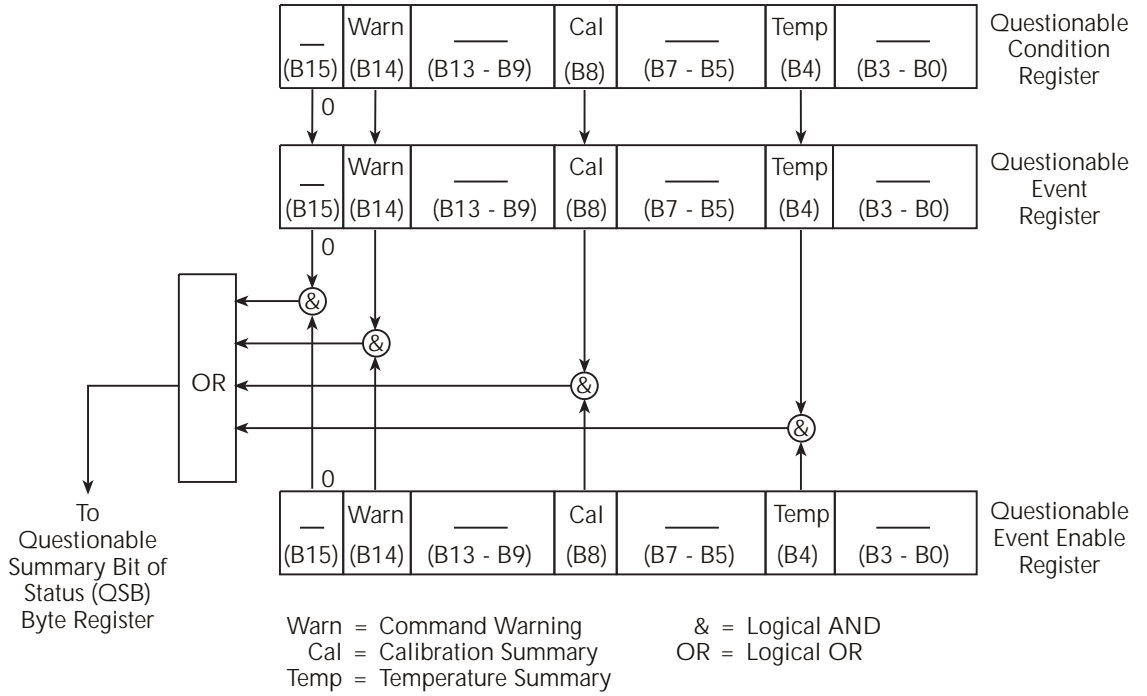 Warn Cal Temp
(B15) (B14) (B13 - B9) (B8) (B7 - B5) (B4) (B3 - B0)
Questionable
Condition
Register
0
Warn Cal Temp
(B15) (B14) (B13 - B9) (B8) (B7 - B5) (B4) (B3 - B0)
Questionable
Event
Register
0
&
&
OR
&
&
0
Warn Cal Temp
(B15) (B14) (B13 - B9) (B8) (B7 - B5) (B4) (B3 - B0)
Questionable
Event Enable
Register
To
Questionable
Summary Bit of
Status (QSB)
Byte Register
Warn = Command Warning
Cal = Calibration Summary
Temp = Temperature Summary
& = Logical AND
OR = Logical OR